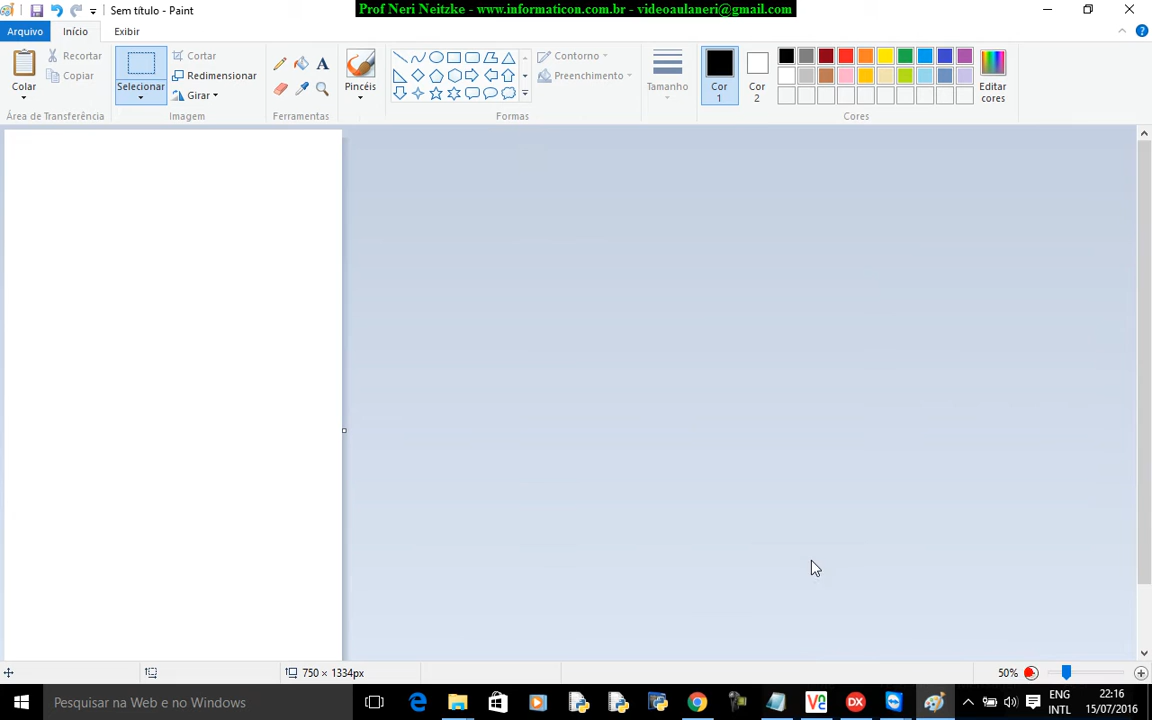 Sem título - Paint
Prof Neri Neitzke - www.informaticon.com.br - videoaulaneri@gmail.com
Arquivo Início Exibir
Colar
Recortar
Copiar
Área de Transferência
Selecionar
Cortar
Redimensionar
Girar
Imagem
A
Ferramentas
Pincéis
Contorno
Preenchimento
Formas
Tamanho
Cor 1
Cor 2
Editar cores
Cores
750 × 1334px
50%
Pesquisar na Web e no Windows
DX
ENG
INTL
22:16
15/07/2016